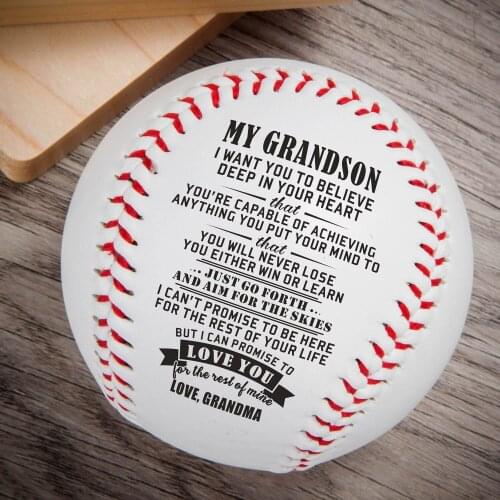 MY GRANDSON
I WANT YOU TO BELIEVE
DEEP IN YOUR HEART
that
YOU'RE CAPABLE OF ACHIEVING
ANYTHING YOU PUT YOUR MIND TO
that
YOU WILL NEVER LOSE
YOU EITHER WIN OR LEARN
... JUST GO FORTH ...
AND AIM FOR THE SKIES
I CAN'T PROMISE TO BE HERE
FOR THE REST OF YOUR LIFE
BUT I CAN PROMISE TO
LOVE YOU
for the rest of mine
LOVE, GRANDMA